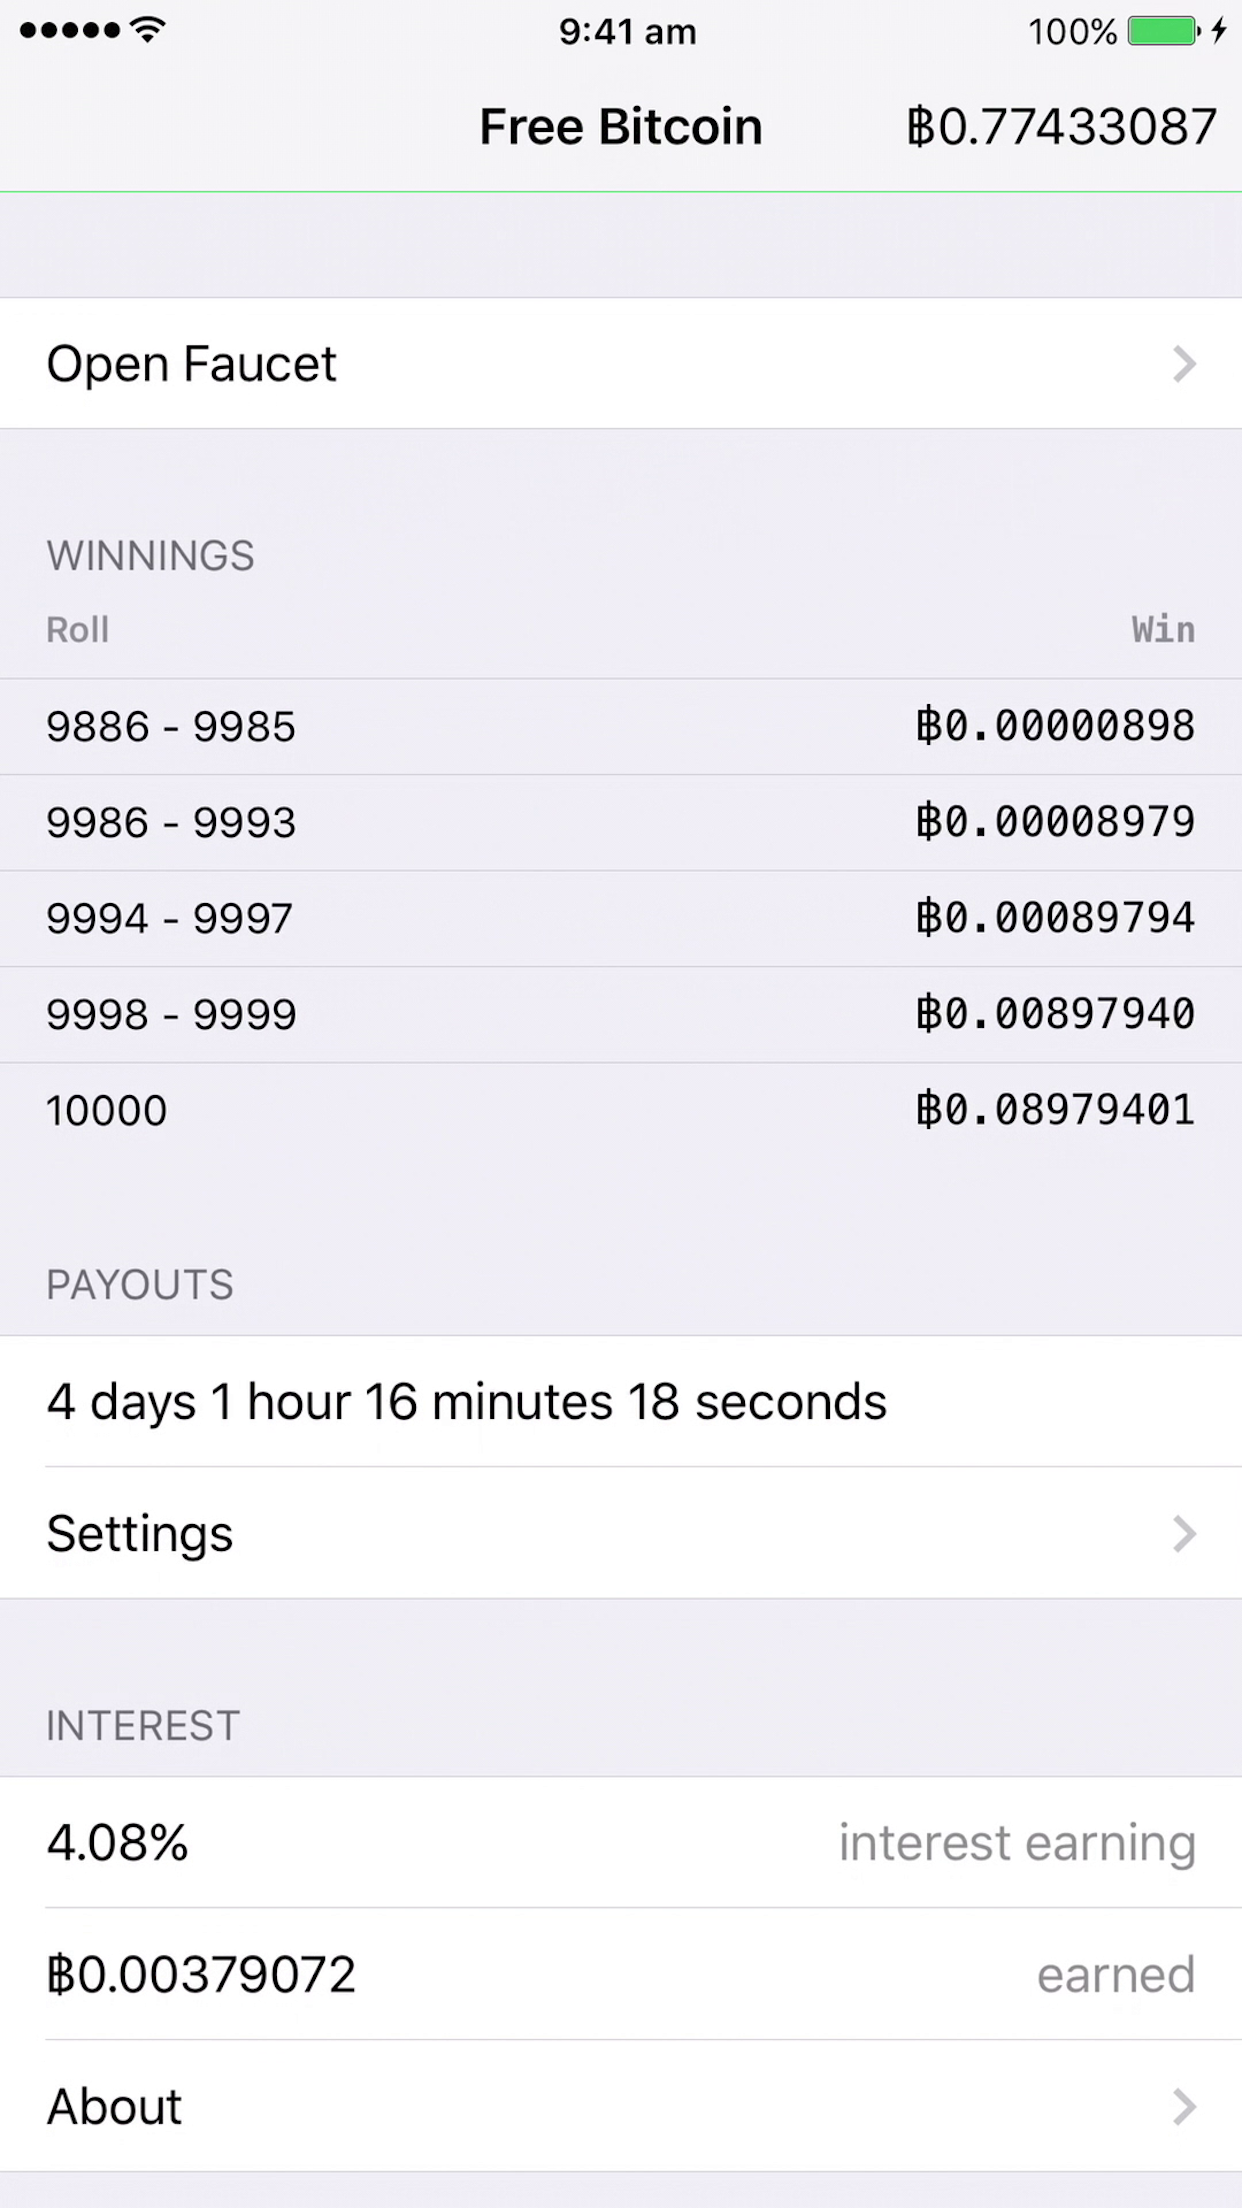 9:41 am 100%
Free Bitcoin ฿0.77433087
Open Faucet
WINNINGS
Roll Win
9886 - 9985 ฿0.00000898
9986 - 9993 ฿0.00008979
9994 - 9997 ฿0.00089794
9998 - 9999 ฿0.00897940
10000 ฿0.08979401
PAYOUTS
4 days 1 hour 16 minutes 18 seconds
Settings
INTEREST
4.08% interest earning
฿0.00379072 earned
About